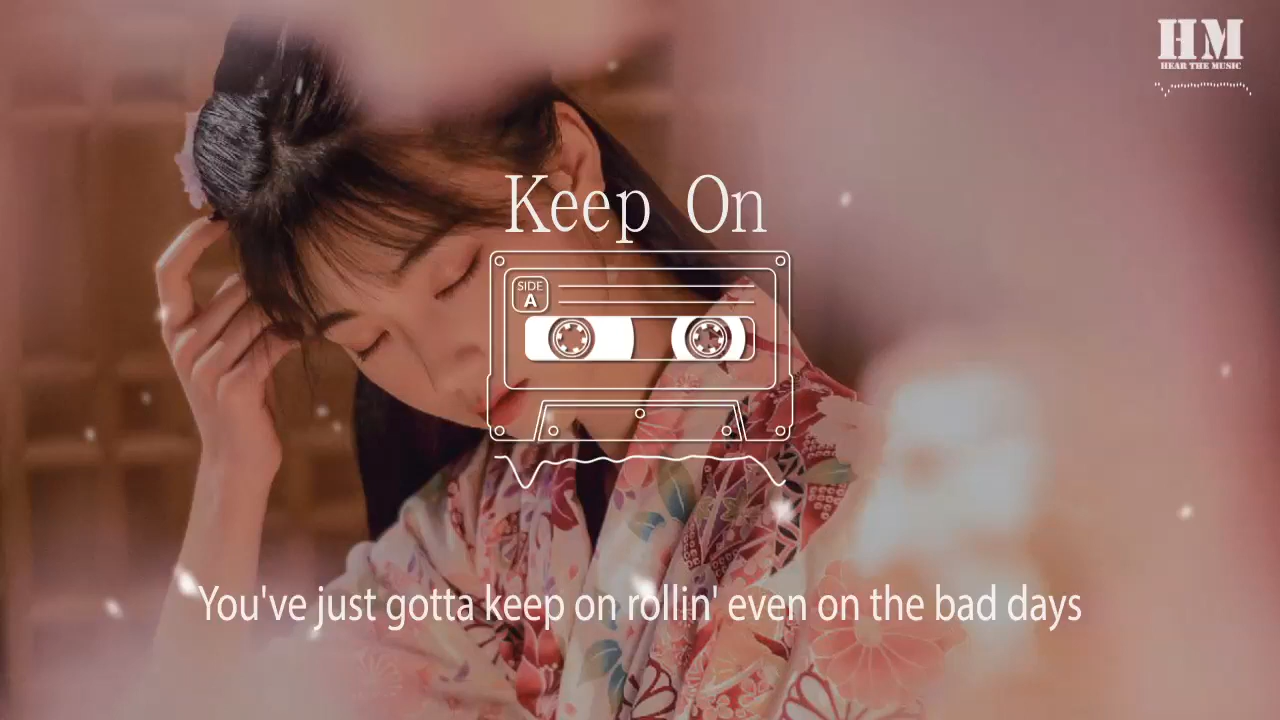 HM
HEAR THE MUSIC
Keep On
SIDE
A
You've just gotta keep on rollin' even on the bad days